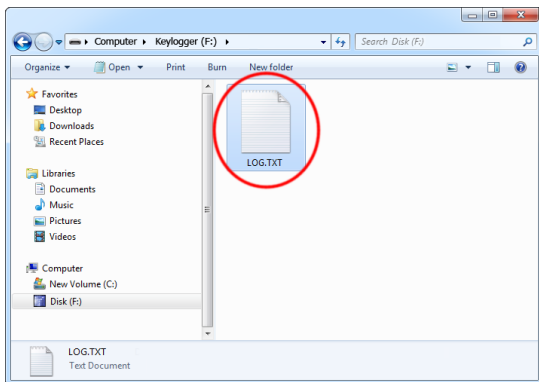 Computer Keylogger (F:) Search Disk (F:)
Organize Open Print Burn New folder
Favorites
Desktop
Downloads
Recent Places
Libraries
Documents
Music
Pictures
Videos
Computer
New Volume (C:)
Disk (F:)
LOG.TXT
LOG.TXT
Text Document